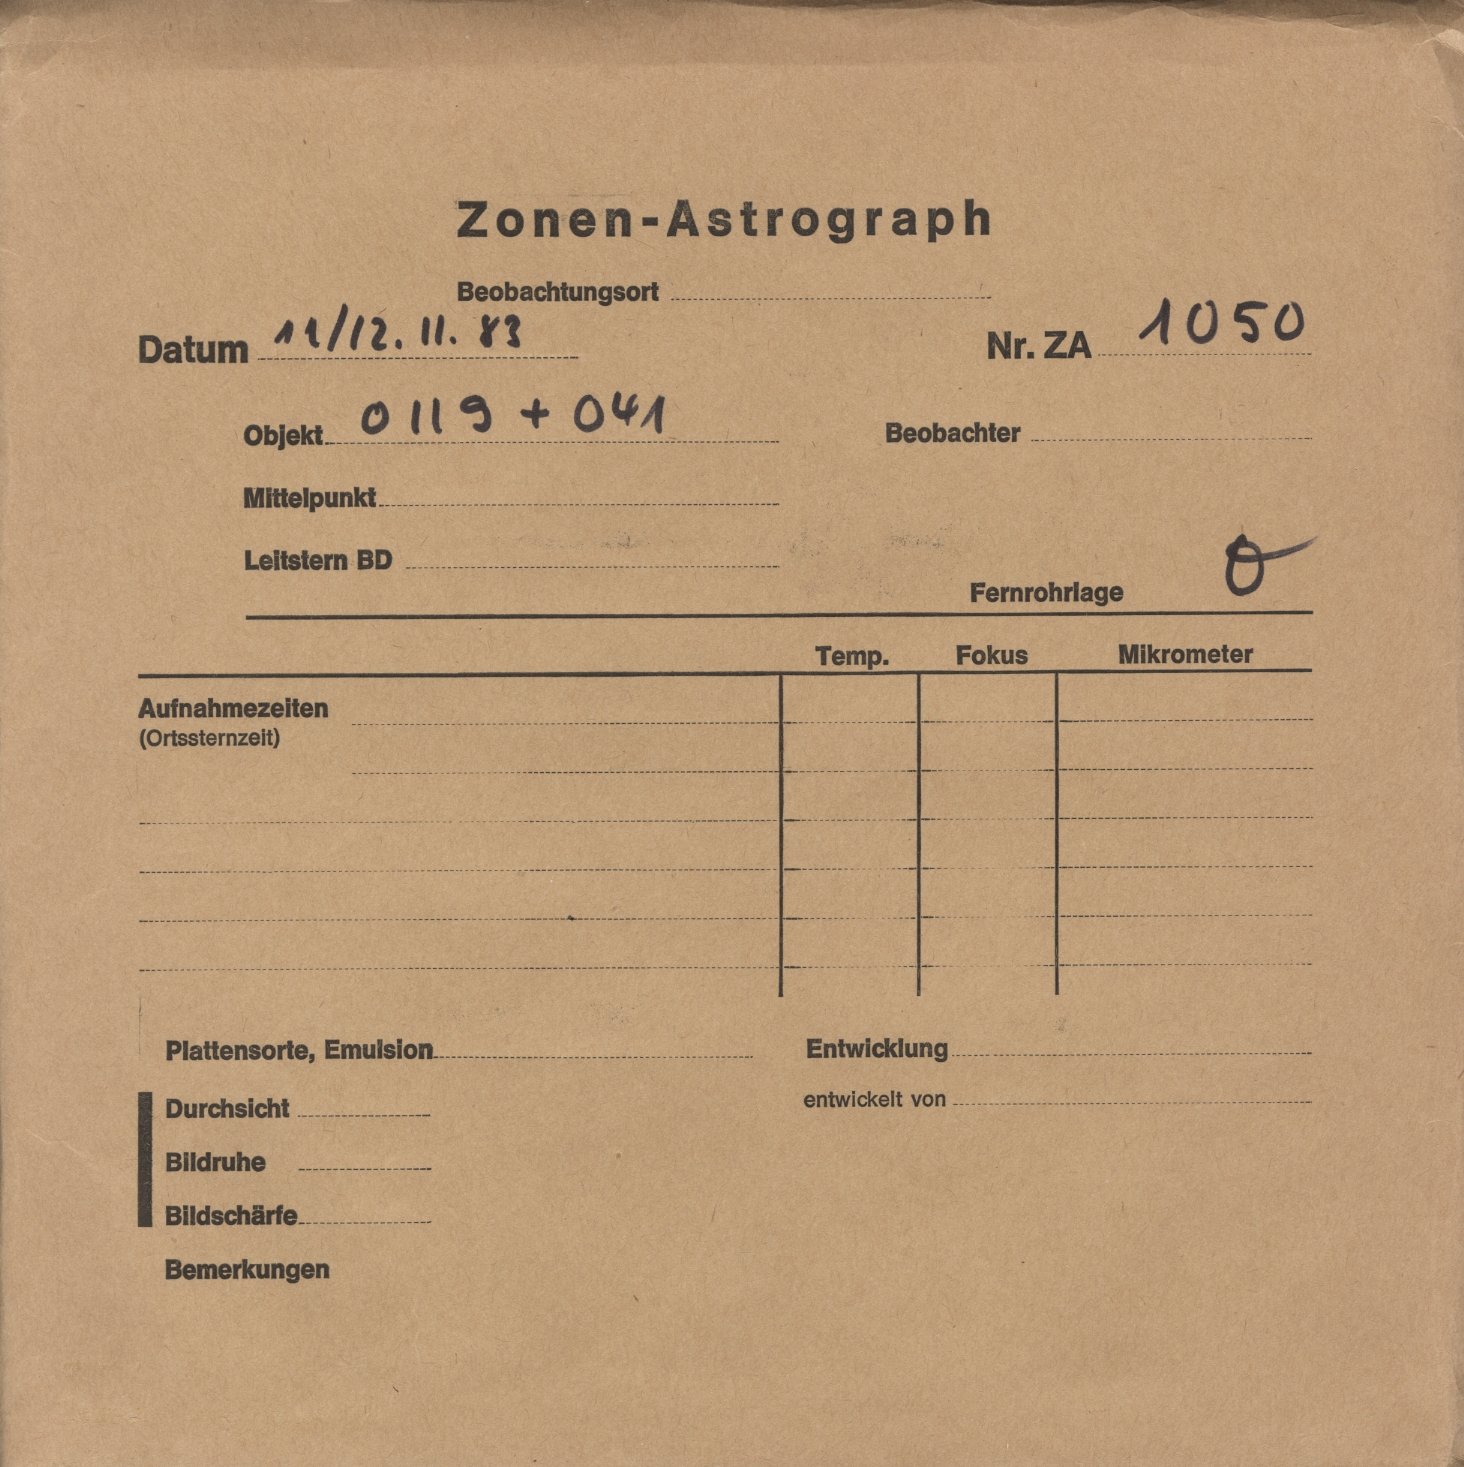 Zonen-Astrograph
Beobachtungsort
Datum 11/12. 11. 83
Nr. ZA 1050
Objekt 0119 + 041
Beobachter
Mittelpunkt
Leitstern BD
Fernrohrlage O
Temp. Fokus Mikrometer
Aufnahmezeiten
(Ortssternzeit)
Plattensorte, Emulsion
Entwicklung
Durchsicht
entwickelt von
Bildruhe
Bildschärfe
Bemerkungen